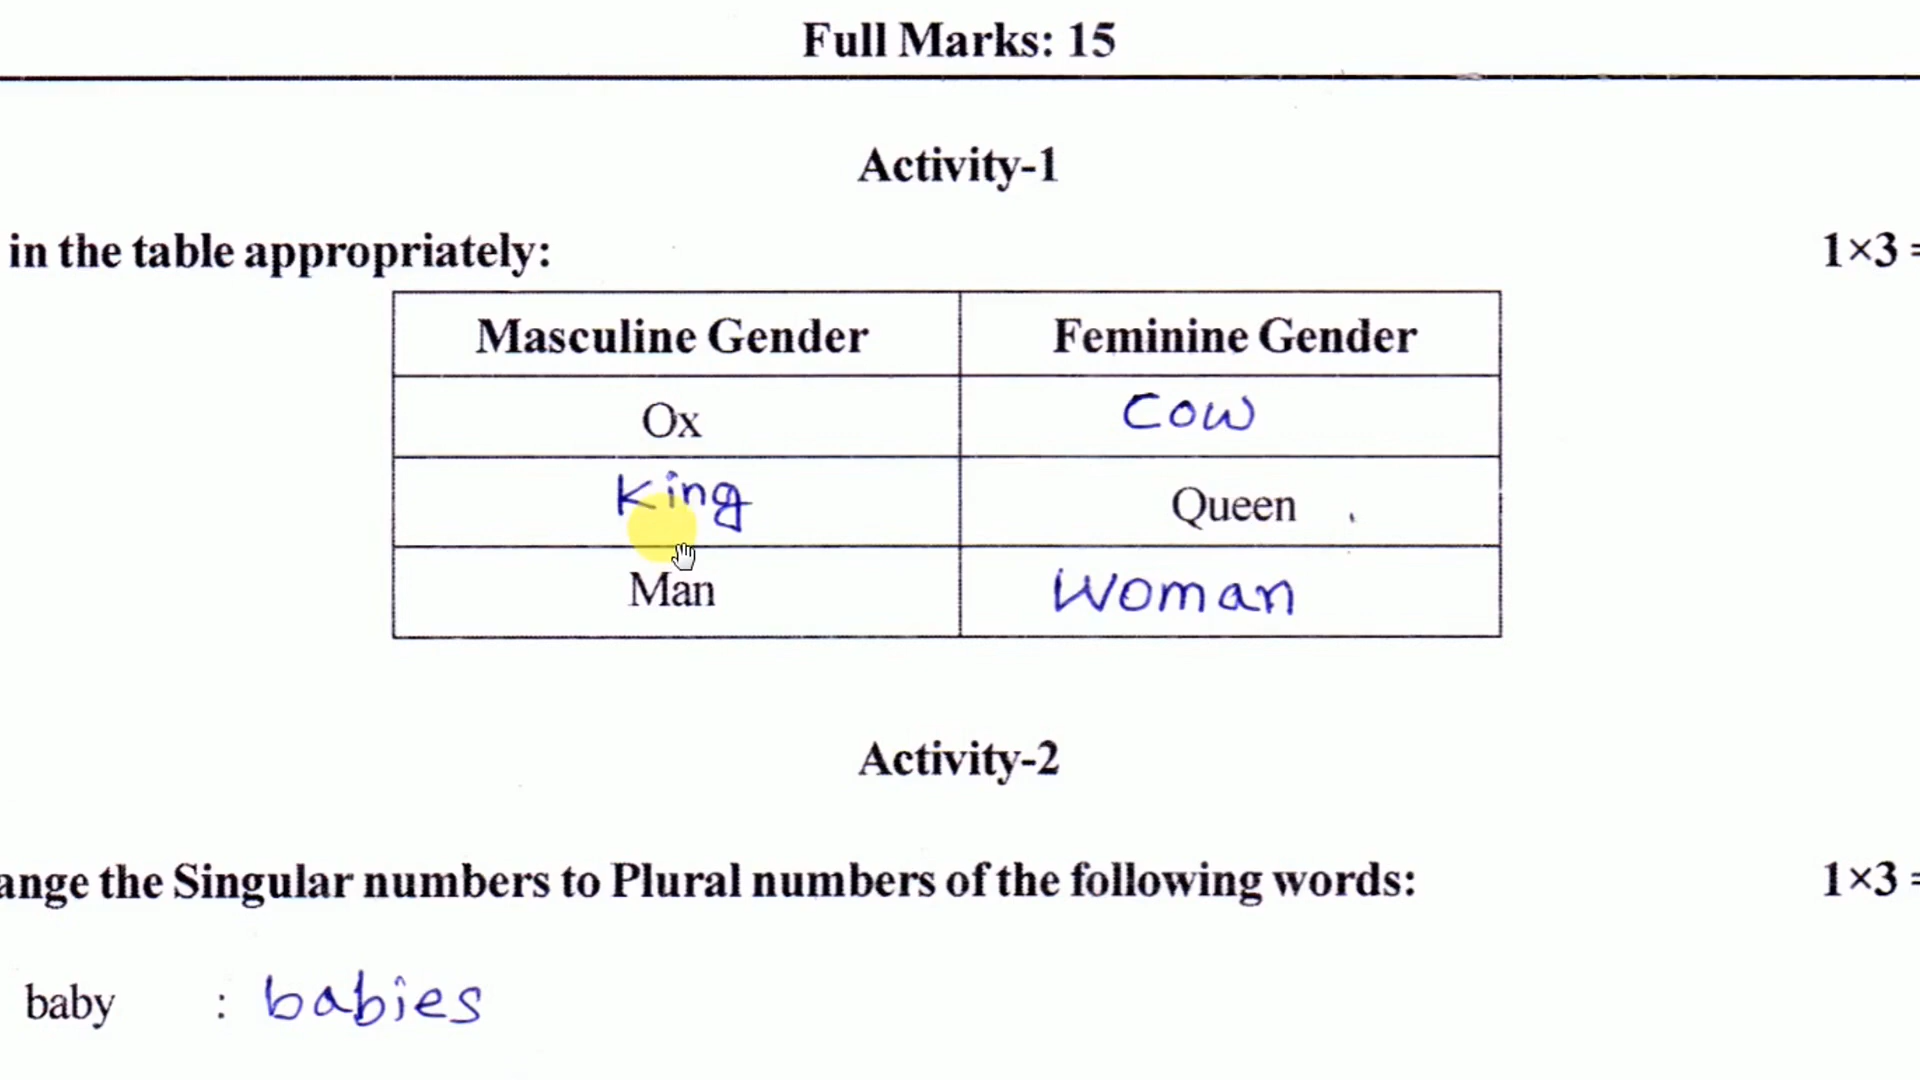 Full Marks: 15
Activity-1
in the table appropriately: 1×3 =
Masculine Gender Feminine Gender
Ox Cow
King Queen
Man Woman
Activity-2
ange the Singular numbers to Plural numbers of the following words: 1×3 =
baby : babies